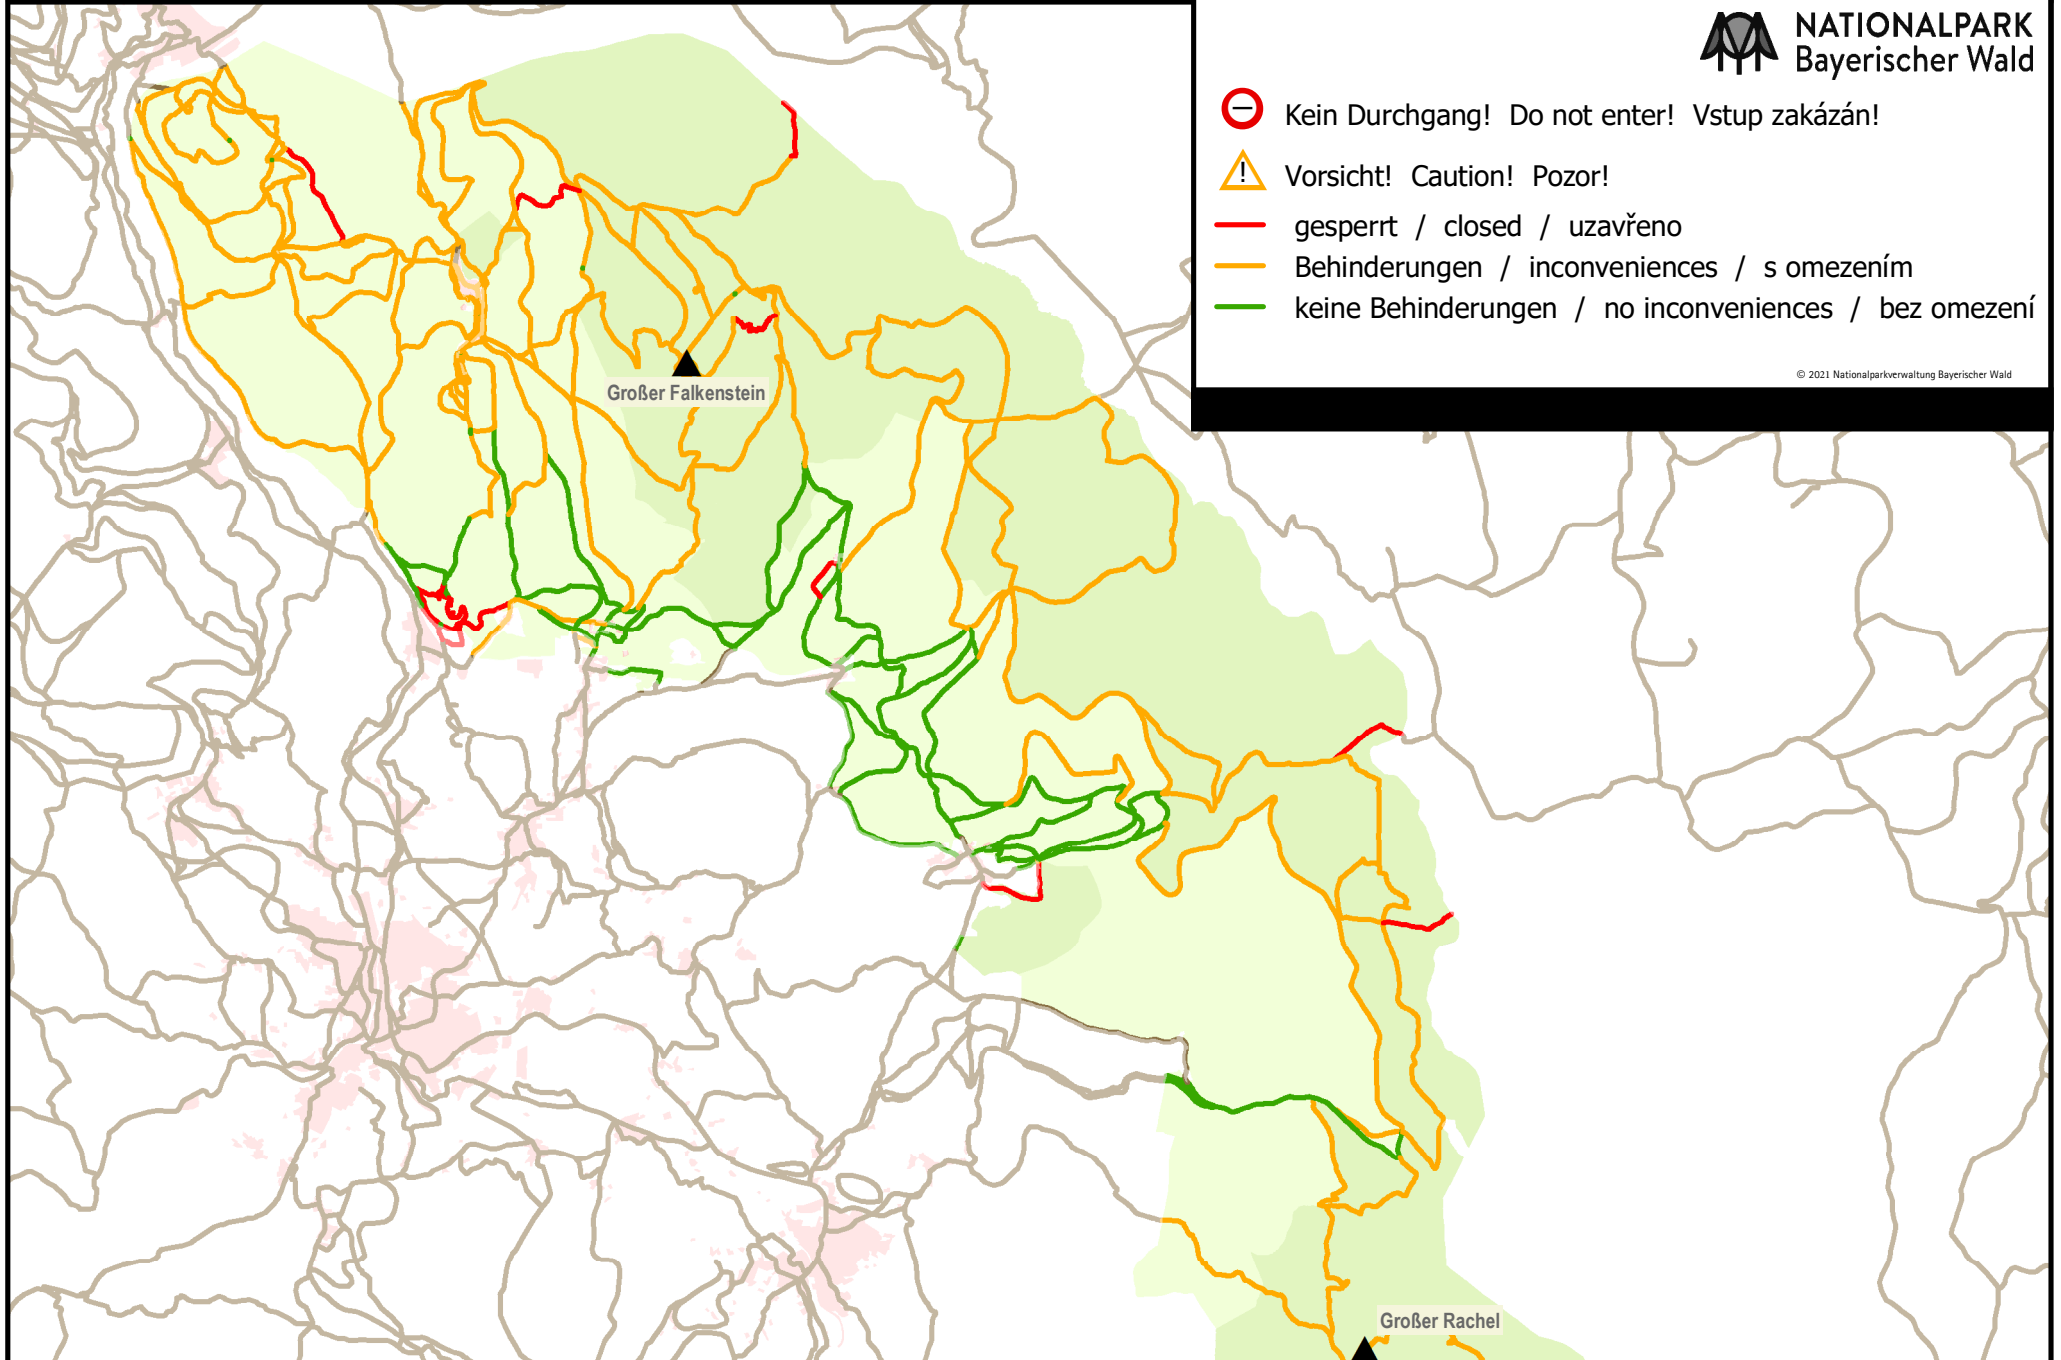 NATIONALPARK
Bayerischer Wald
Kein Durchgang! Do not enter! Vstup zakázán!
! Vorsicht! Caution! Pozor!
gesperrt / closed / uzavřeno
Behinderungen / inconveniences / s omezením
keine Behinderungen / no inconveniences / bez omezení
© 2021 Nationalparkverwaltung Bayerischer Wald
Großer Falkenstein
Großer Rachel